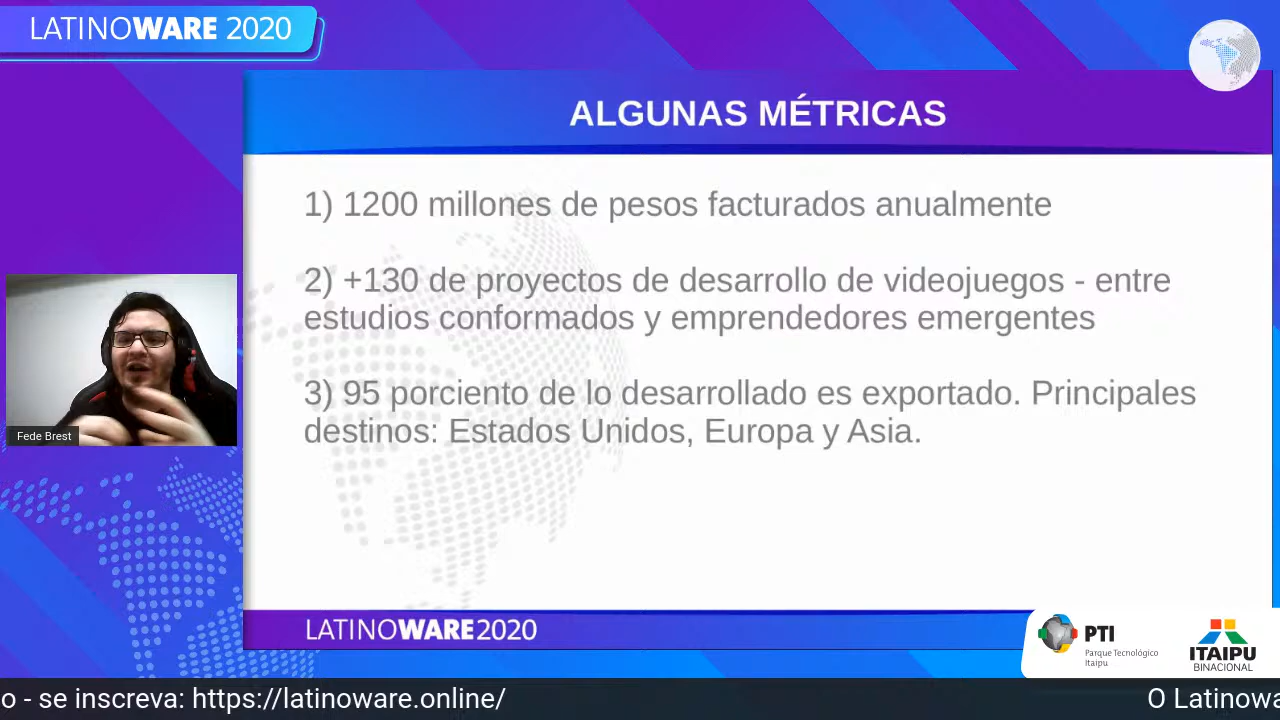 LATINOWARE 2020
ALGUNAS MÉTRICAS
1) 1200 millones de pesos facturados anualmente
2) +130 de proyectos de desarrollo de videojuegos - entre
estudios conformados y emprendedores emergentes
3) 95 porciento de lo desarrollado es exportado. Principales
destinos: Estados Unidos, Europa y Asia.
Fede Brest
LATINOWARE2020
PTI
Parque Tecnológico
Itaipu
ITAIPU
BINACIONAL
o - se inscreva: https://latinoware.online/
O Latinowa